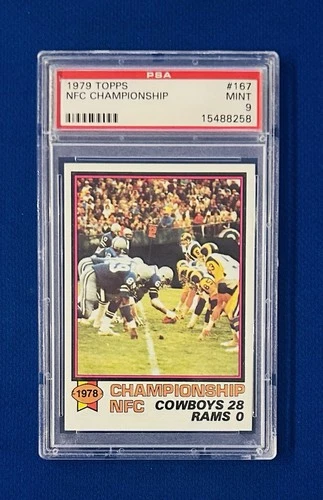 PSA
1979 TOPPS #167
NFC CHAMPIONSHIP MINT
9
15488258
1978 CHAMPIONSHIP
NFC COWBOYS 28
RAMS 0